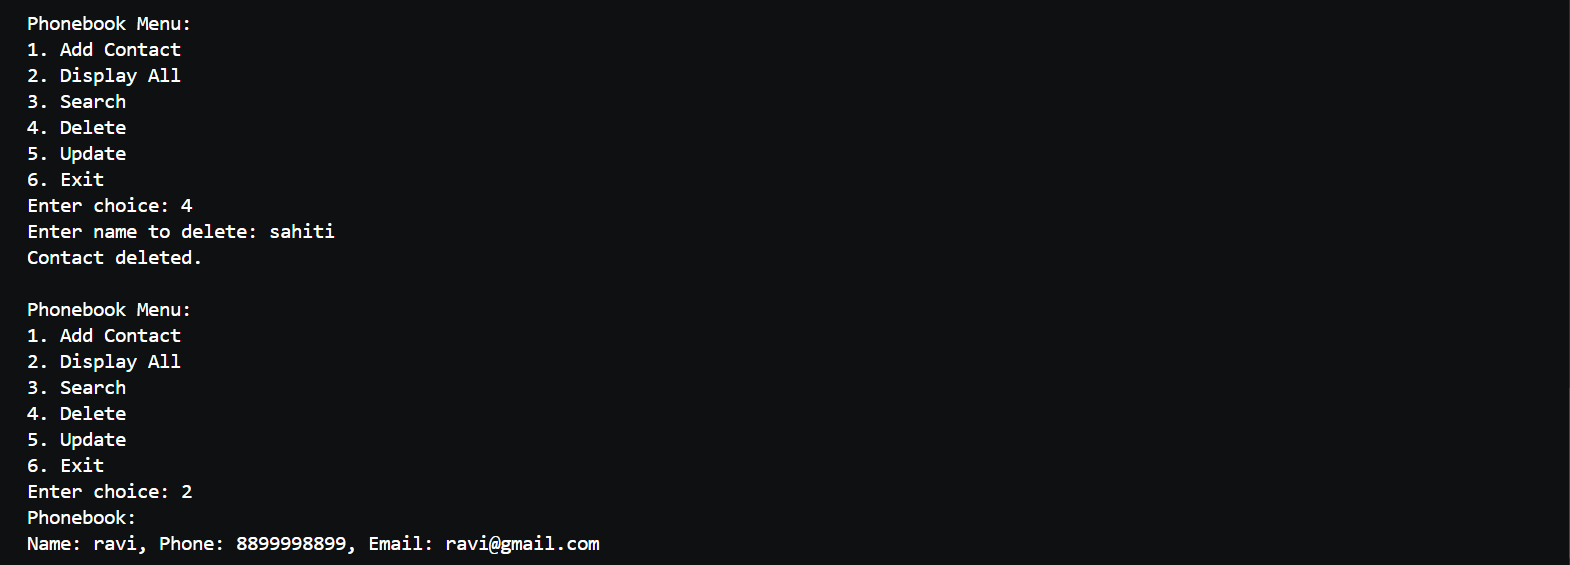 Phonebook Menu:
1. Add Contact
2. Display All
3. Search
4. Delete
5. Update
6. Exit
Enter choice: 4
Enter name to delete: sahiti
Contact deleted.

Phonebook Menu:
1. Add Contact
2. Display All
3. Search
4. Delete
5. Update
6. Exit
Enter choice: 2
Phonebook:
Name: ravi, Phone: 8899998899, Email: ravi@gmail.com